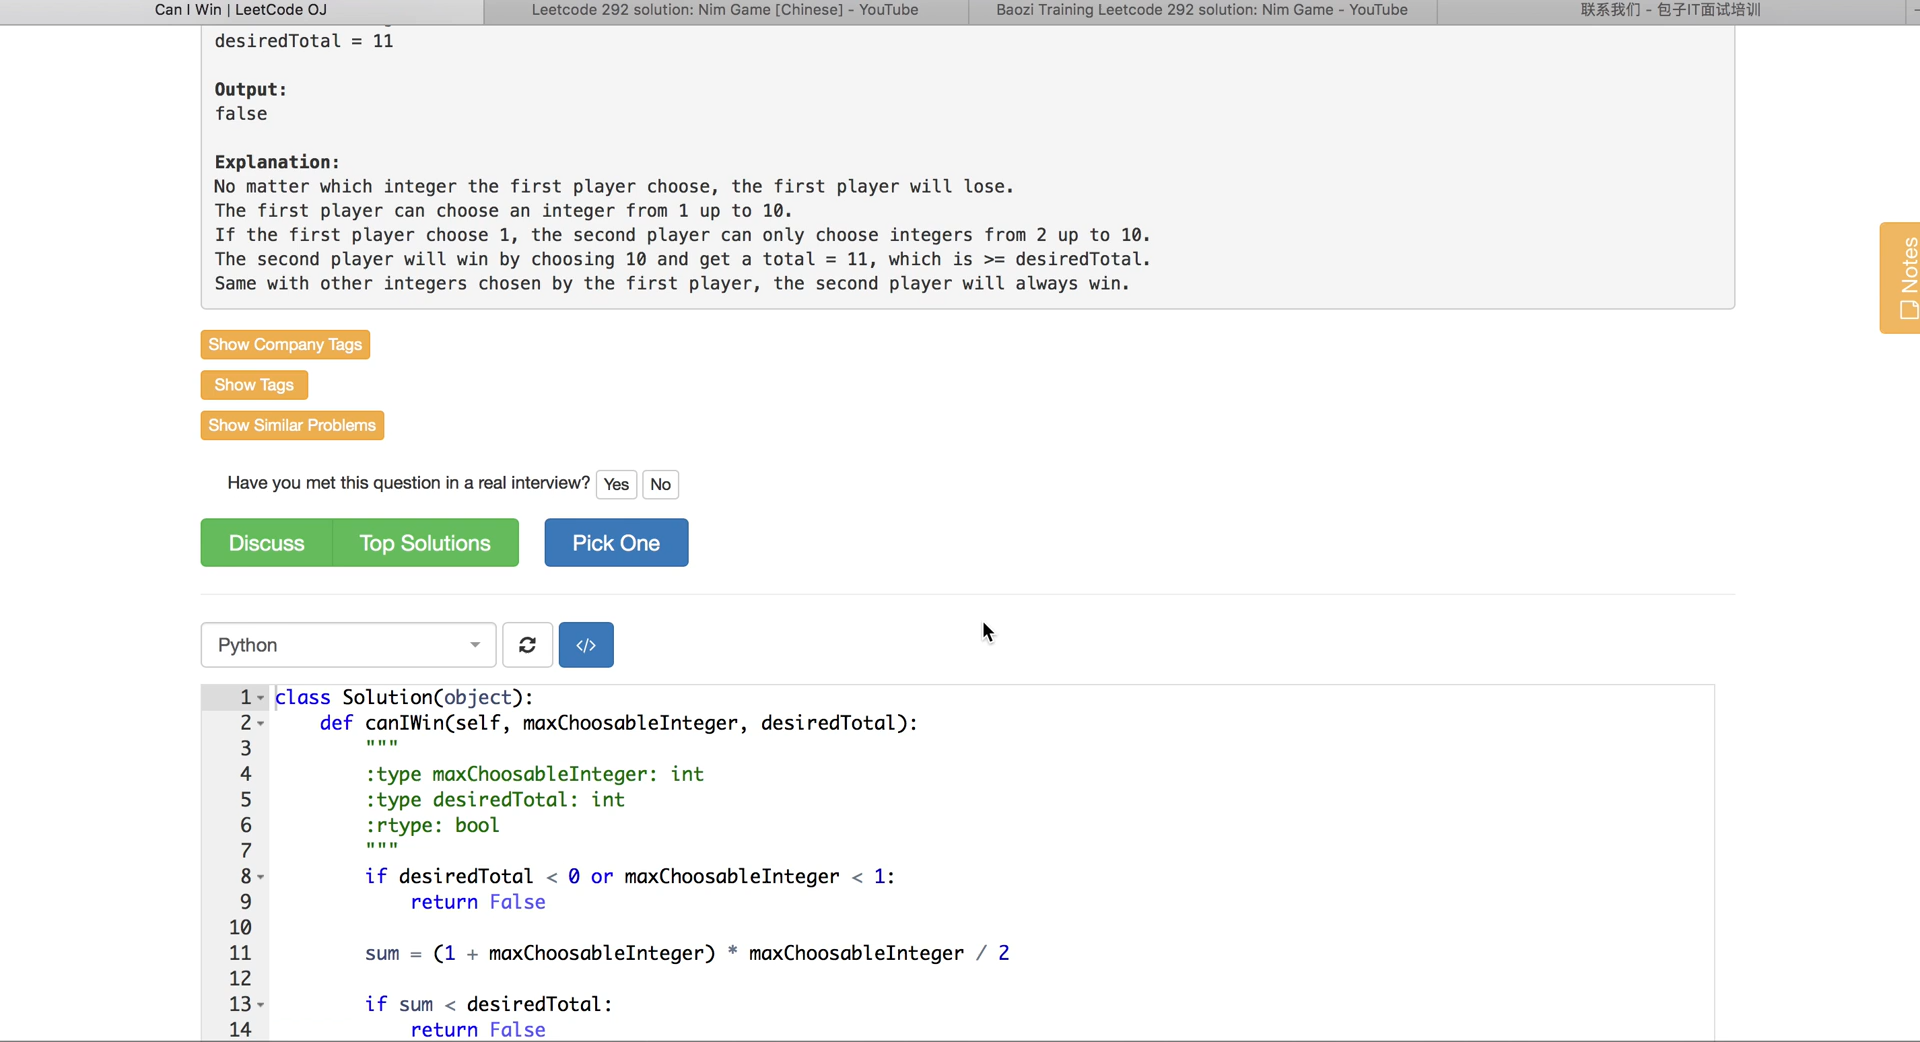 Can I Win | LeetCode OJ
Leetcode 292 solution: Nim Game [Chinese] - YouTube
Baozi Training Leetcode 292 solution: Nim Game - YouTube
联系我们 - 包子IT面试培训
desiredTotal = 11
Output:
false
Explanation:
No matter which integer the first player choose, the first player will lose.
The first player can choose an integer from 1 up to 10.
If the first player choose 1, the second player can only choose integers from 2 up to 10.
The second player will win by choosing 10 and get a total = 11, which is >= desiredTotal.
Same with other integers chosen by the first player, the second player will always win.
Notes
Show Company Tags
Show Tags
Show Similar Problems
Have you met this question in a real interview? Yes No
Discuss Top Solutions Pick One
Python </>
1 class Solution(object):
2 def canIWin(self, maxChoosableInteger, desiredTotal):
3 """
4 :type maxChoosableInteger: int
5 :type desiredTotal: int
6 :rtype: bool
7 """
8 if desiredTotal < 0 or maxChoosableInteger < 1:
9 return False
10
11 sum = (1 + maxChoosableInteger) * maxChoosableInteger / 2
12
13 if sum < desiredTotal:
14 return False